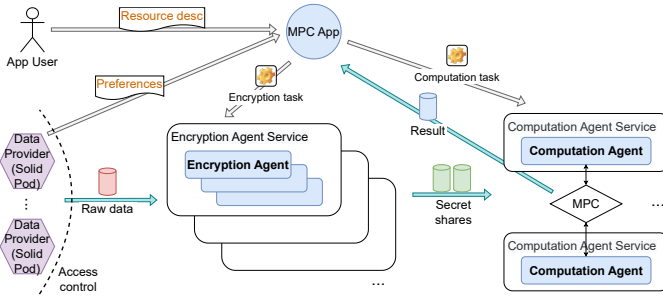 Resource desc
MPC App
App User
Computation task
Preferences
Encryption task
Result
Data
Provider
(Solid
Pod)
⋮
Data
Provider
(Solid
Pod)
Encryption Agent Service
Encryption Agent
Computation Agent Service
Computation Agent
Raw data
Secret
shares
MPC
...
Computation Agent Service
Computation Agent
Access
control
...